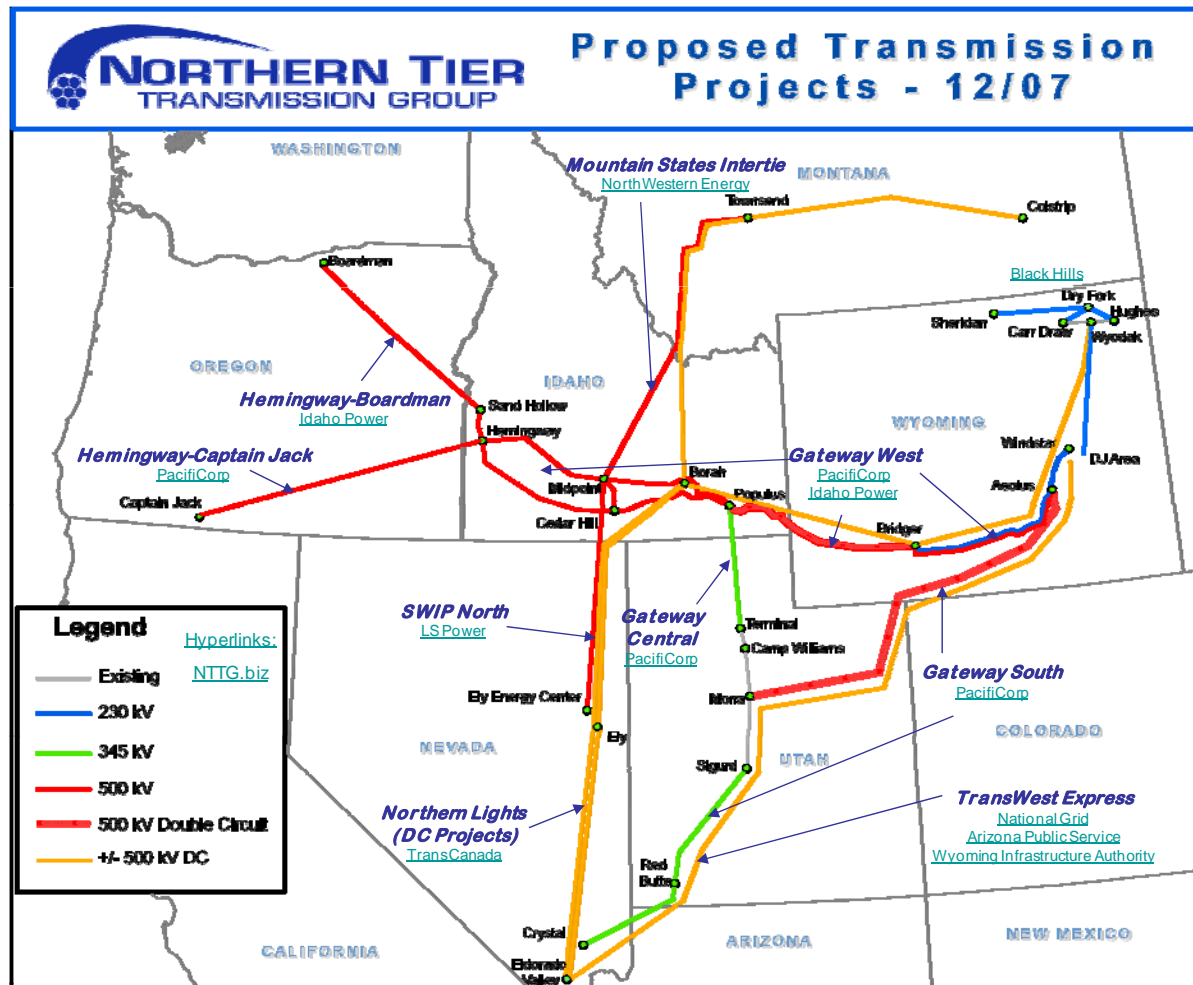 NORTHERN TIER
TRANSMISSION GROUP
Proposed Transmission
Projects - 12/07
WASHINGTON
Mountain States Intertie
NorthWestern Energy
MONTANA
Townsend
Colstrip
Boardman
Black Hills
Dry Fork
Hughes
Sheridan
Carr Draw
Wyodak
OREGON
IDAHO
Hemingway-Boardman
Idaho Power
Sand Hollow
Hemingway
WYOMING
Windstar
DJ Area
Hemingway-Captain Jack
PacifiCorp
Gateway West
PacifiCorp
Idaho Power
Captain Jack
Midpoint
Borah
Populus
Aeolus
Cedar Hill
Bridger
Legend
Hyperlinks:
NTTG.biz
Existing
230 kV
345 kV
500 kV
500 kV Double Circuit
+/- 500 kV DC
SWIP North
LS Power
Gateway
Central
PacifiCorp
Terminal
Camp Williams
Gateway South
PacifiCorp
Ely Energy Center
Mona
Ely
NEVADA
COLORADO
Sigurd
UTAH
Northern Lights
(DC Projects)
TransCanada
TransWest Express
National Grid
Arizona Public Service
Wyoming Infrastructure Authority
Red
Butte
Crystal
CALIFORNIA
ARIZONA
NEW MEXICO
Eldorado
Valley